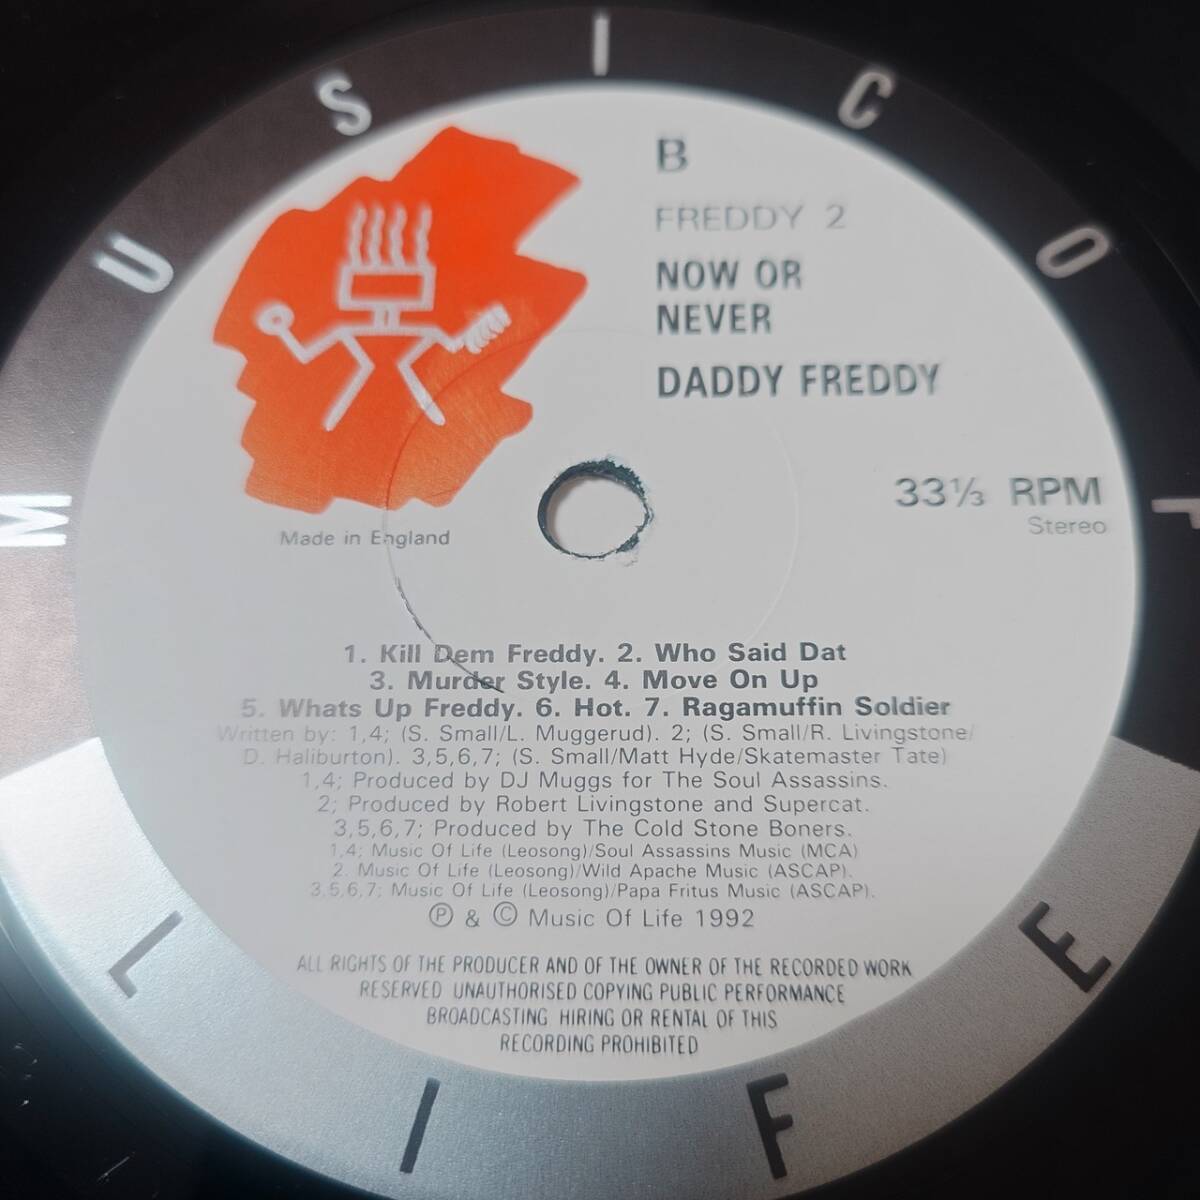 MUSIC OF LIFE
B
FREDDY 2
NOW OR
NEVER
DADDY FREDDY
33⅓ RPM
Stereo
Made in England
1. Kill Dem Freddy. 2. Who Said Dat
3. Murder Style. 4. Move On Up
5. Whats Up Freddy. 6. Hot. 7. Ragamuffin Soldier
Written by: 1,4; (S. Small/L. Muggerud). 2; (S. Small/R. Livingstone/
D. Haliburton). 3,5,6,7; (S. Small/Matt Hyde/Skatemaster Tate)
1,4; Produced by DJ Muggs for The Soul Assassins.
2; Produced by Robert Livingstone and Supercat.
3,5,6,7; Produced by The Cold Stone Boners.
1,4; Music Of Life (Leosong)/Soul Assassins Music (MCA)
2. Music Of Life (Leosong)/Wild Apache Music (ASCAP).
3,5,6,7; Music Of Life (Leosong)/Papa Fritus Music (ASCAP).
℗ & © Music Of Life 1992
ALL RIGHTS OF THE PRODUCER AND OF THE OWNER OF THE RECORDED WORK
RESERVED UNAUTHORISED COPYING PUBLIC PERFORMANCE
BROADCASTING HIRING OR RENTAL OF THIS
RECORDING PROHIBITED